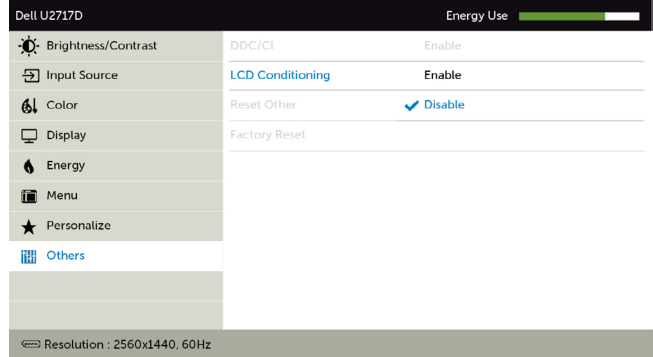 Dell U2717D Energy Use
Brightness/Contrast DDC/CI Enable
Input Source LCD Conditioning Enable
Color Reset Other Disable
Display Factory Reset
Energy
Menu
Personalize
Others
Resolution : 2560x1440, 60Hz